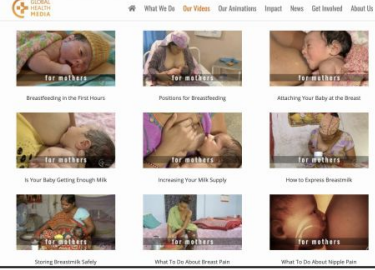 GLOBAL
HEALTH
MEDIA
What We Do Our Videos Our Animations Impact News Get Involved About Us
for mothers for mothers for mothers
Breastfeeding in the First Hours Positions for Breastfeeding Attaching Your Baby at the Breast
for mothers for mothers for mothers
Is Your Baby Getting Enough Milk Increasing Your Milk Supply How to Express Breastmilk
for mothers for mothers for mothers
Storing Breastmilk Safely What To Do About Breast Pain What To Do About Nipple Pain